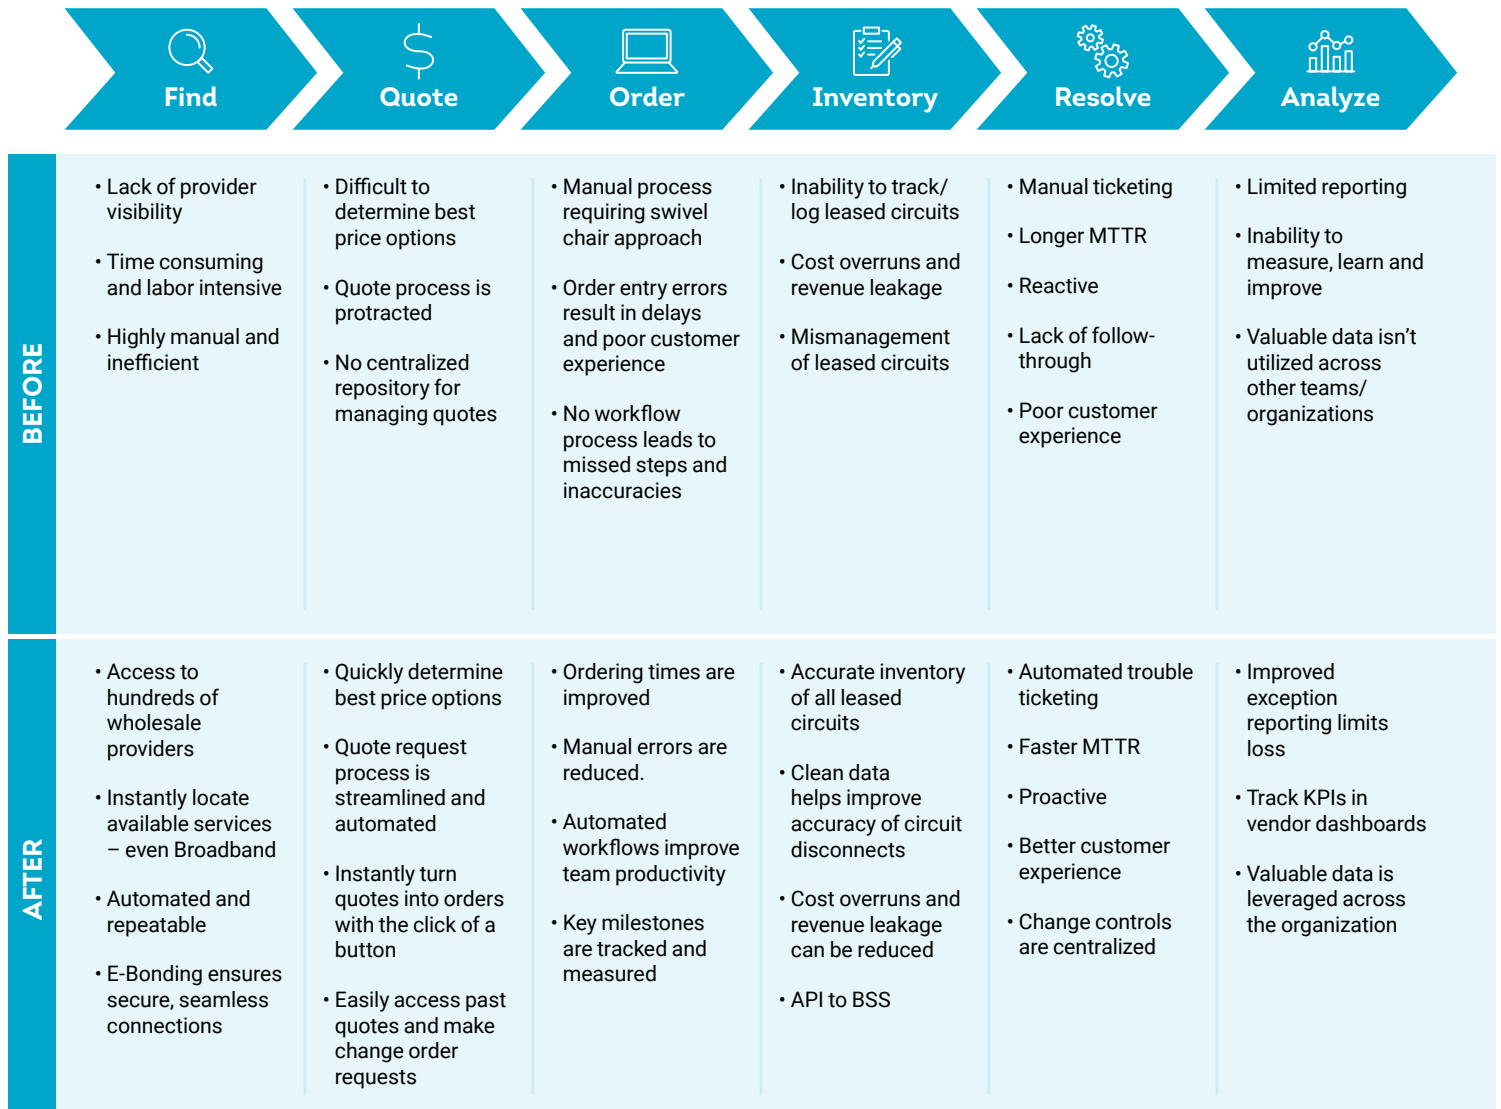 Find
Quote
Order
Inventory
Resolve
Analyze
BEFORE
• Lack of provider
visibility
• Time consuming
and labor intensive
• Highly manual and
inefficient
• Difficult to
determine best
price options
• Quote process is
protracted
• No centralized
repository for
managing quotes
• Manual process
requiring swivel
chair approach
• Order entry errors
result in delays
and poor customer
experience
• No workflow
process leads to
missed steps and
inaccuracies
• Inability to track/
log leased circuits
• Cost overruns and
revenue leakage
• Mismanagement
of leased circuits
• Manual ticketing
• Longer MTTR
• Reactive
• Lack of follow-
through
• Poor customer
experience
• Limited reporting
• Inability to
measure, learn and
improve
• Valuable data isn’t
utilized across
other teams/
organizations
AFTER
• Access to
hundreds of
wholesale
providers
• Instantly locate
available services
– even Broadband
• Automated and
repeatable
• E-Bonding ensures
secure, seamless
connections
• Quickly determine
best price options
• Quote request
process is
streamlined and
automated
• Instantly turn
quotes into orders
with the click of a
button
• Easily access past
quotes and make
change order
requests
• Ordering times are
improved
• Manual errors are
reduced.
• Automated
workflows improve
team productivity
• Key milestones
are tracked and
measured
• Accurate inventory
of all leased
circuits
• Clean data
helps improve
accuracy of circuit
disconnects
• Cost overruns and
revenue leakage
can be reduced
• API to BSS
• Automated trouble
ticketing
• Faster MTTR
• Proactive
• Better customer
experience
• Change controls
are centralized
• Improved
exception
reporting limits
loss
• Track KPIs in
vendor dashboards
• Valuable data is
leveraged across
the organization